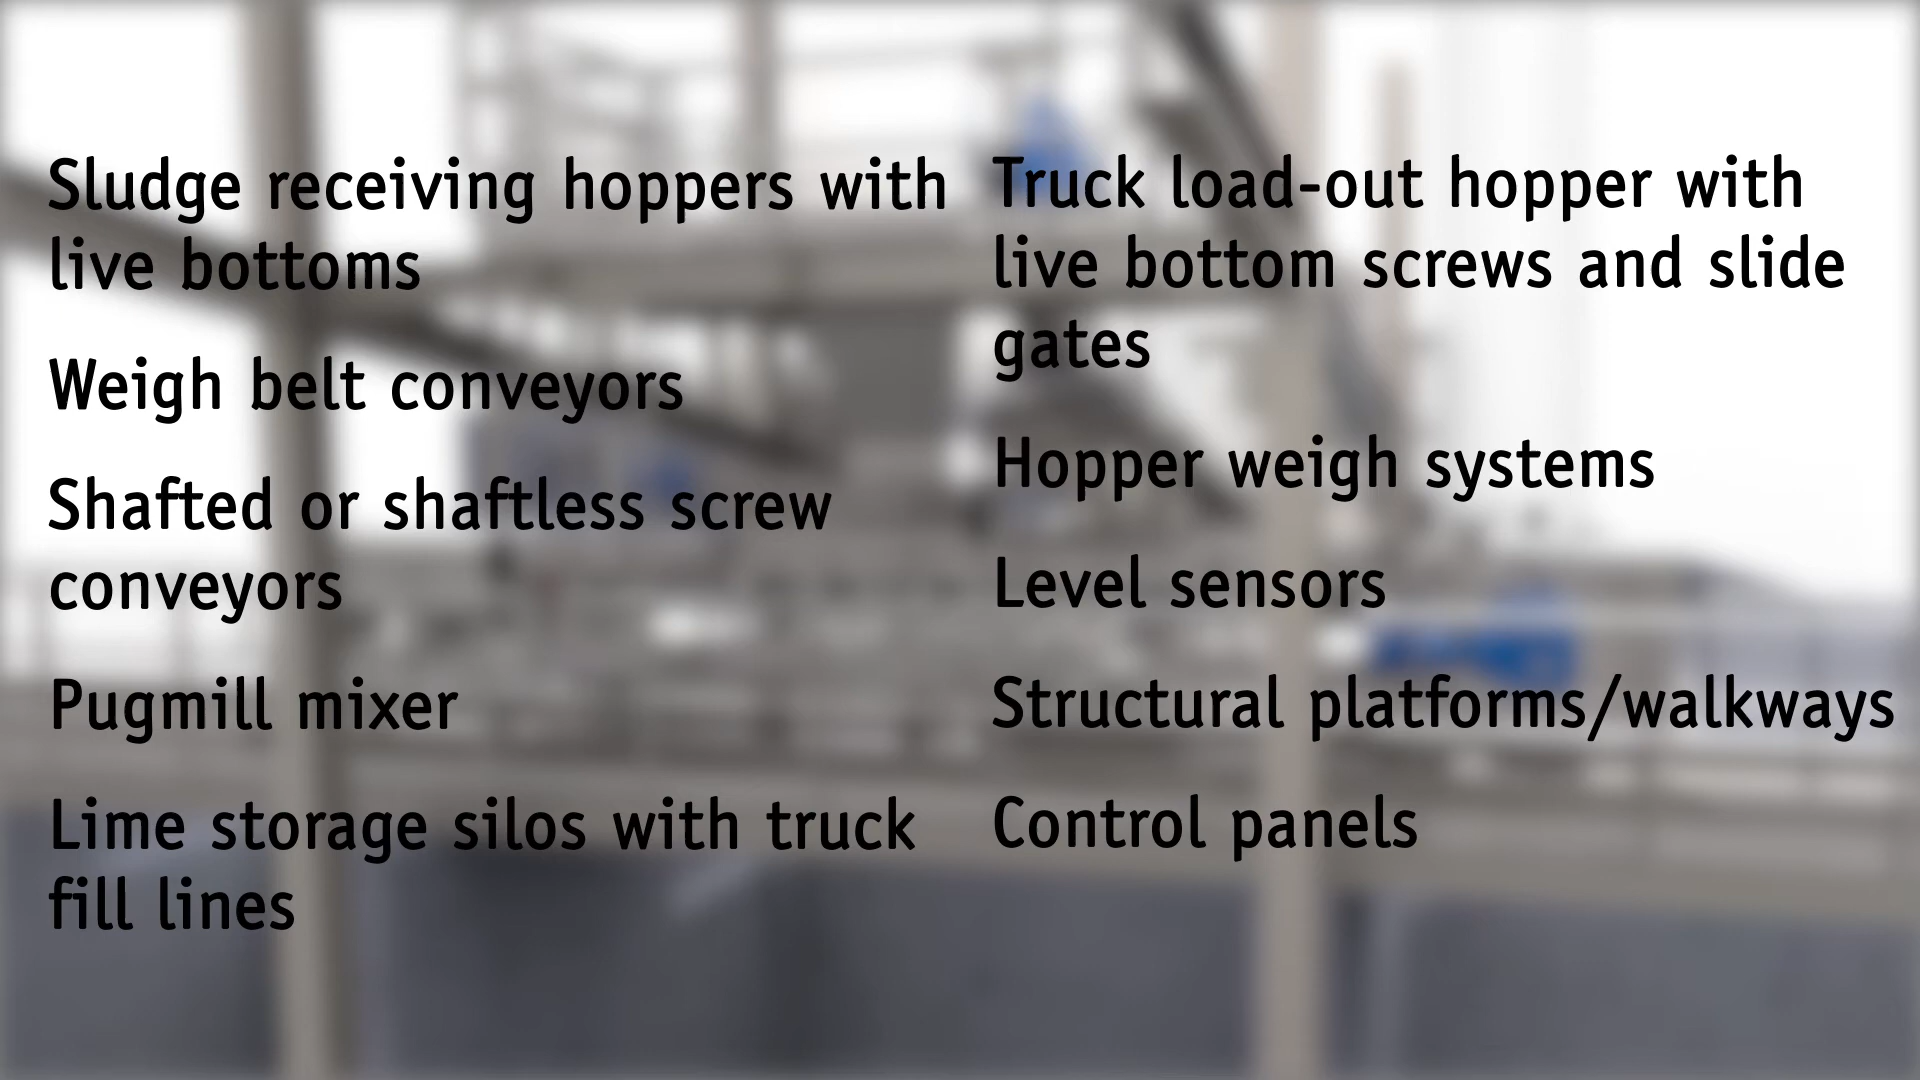 Sludge receiving hoppers with
live bottoms
Weigh belt conveyors
Shafted or shaftless screw
conveyors
Pugmill mixer
Lime storage silos with truck
fill lines
Truck load-out hopper with
live bottom screws and slide
gates
Hopper weigh systems
Level sensors
Structural platforms/walkways
Control panels